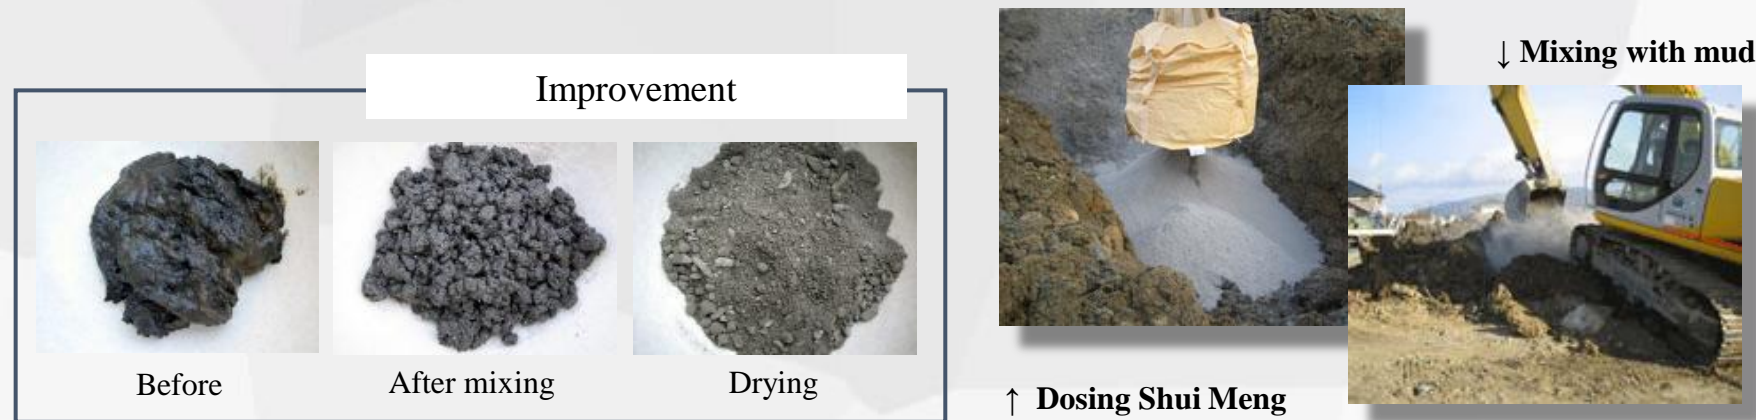 Improvement
Before
After mixing
Drying
↑ Dosing Shui Meng
↓ Mixing with mud